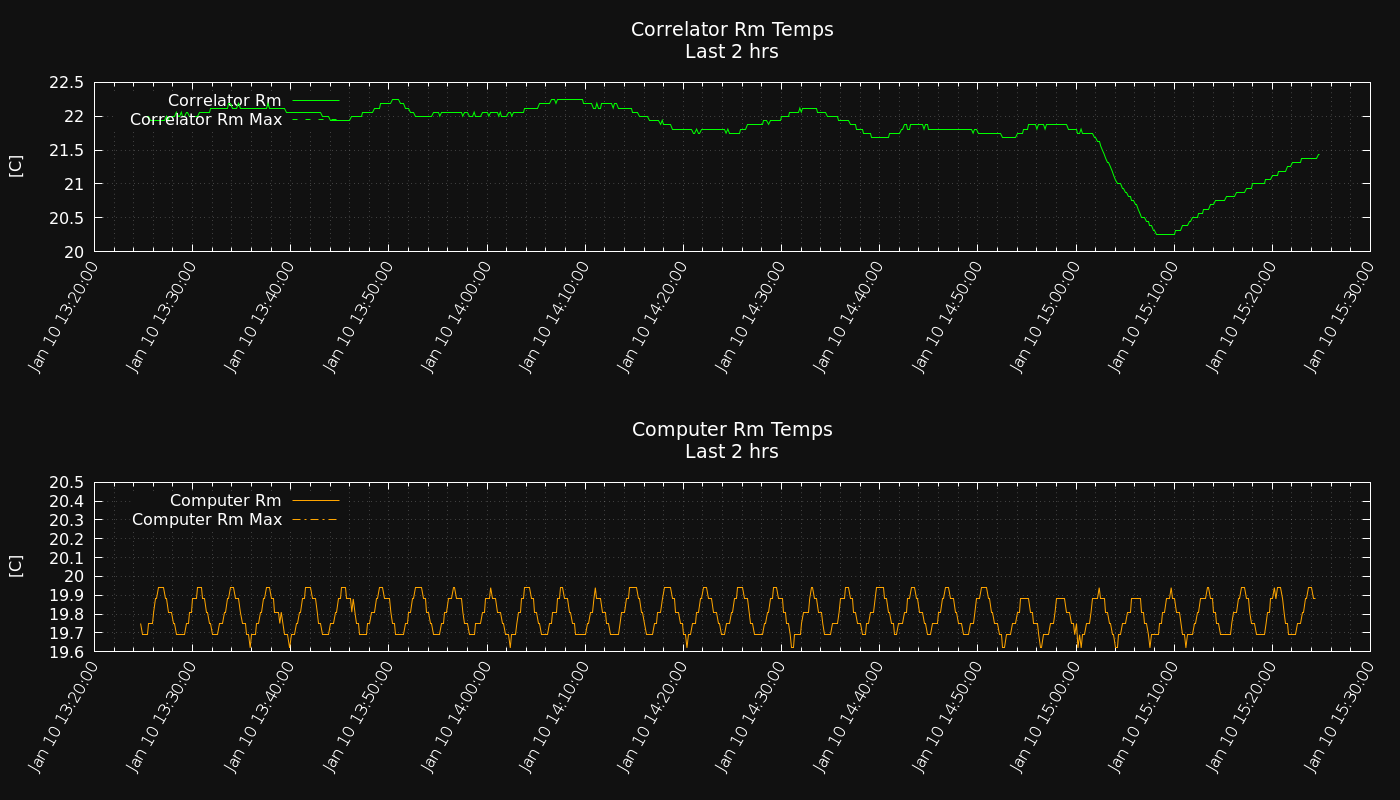 Correlator Rm Temps
Last 2 hrs
22.5
22
21.5
21
20.5
20
[C]
Correlator Rm
Correlator Rm Max
Jan 10 13:20:00
Jan 10 13:30:00
Jan 10 13:40:00
Jan 10 13:50:00
Jan 10 14:00:00
Jan 10 14:10:00
Jan 10 14:20:00
Jan 10 14:30:00
Jan 10 14:40:00
Jan 10 14:50:00
Jan 10 15:00:00
Jan 10 15:10:00
Jan 10 15:20:00
Jan 10 15:30:00
Computer Rm Temps
Last 2 hrs
20.5
20.4
20.3
20.2
20.1
20
19.9
19.8
19.7
19.6
[C]
Computer Rm
Computer Rm Max
Jan 10 13:20:00
Jan 10 13:30:00
Jan 10 13:40:00
Jan 10 13:50:00
Jan 10 14:00:00
Jan 10 14:10:00
Jan 10 14:20:00
Jan 10 14:30:00
Jan 10 14:40:00
Jan 10 14:50:00
Jan 10 15:00:00
Jan 10 15:10:00
Jan 10 15:20:00
Jan 10 15:30:00